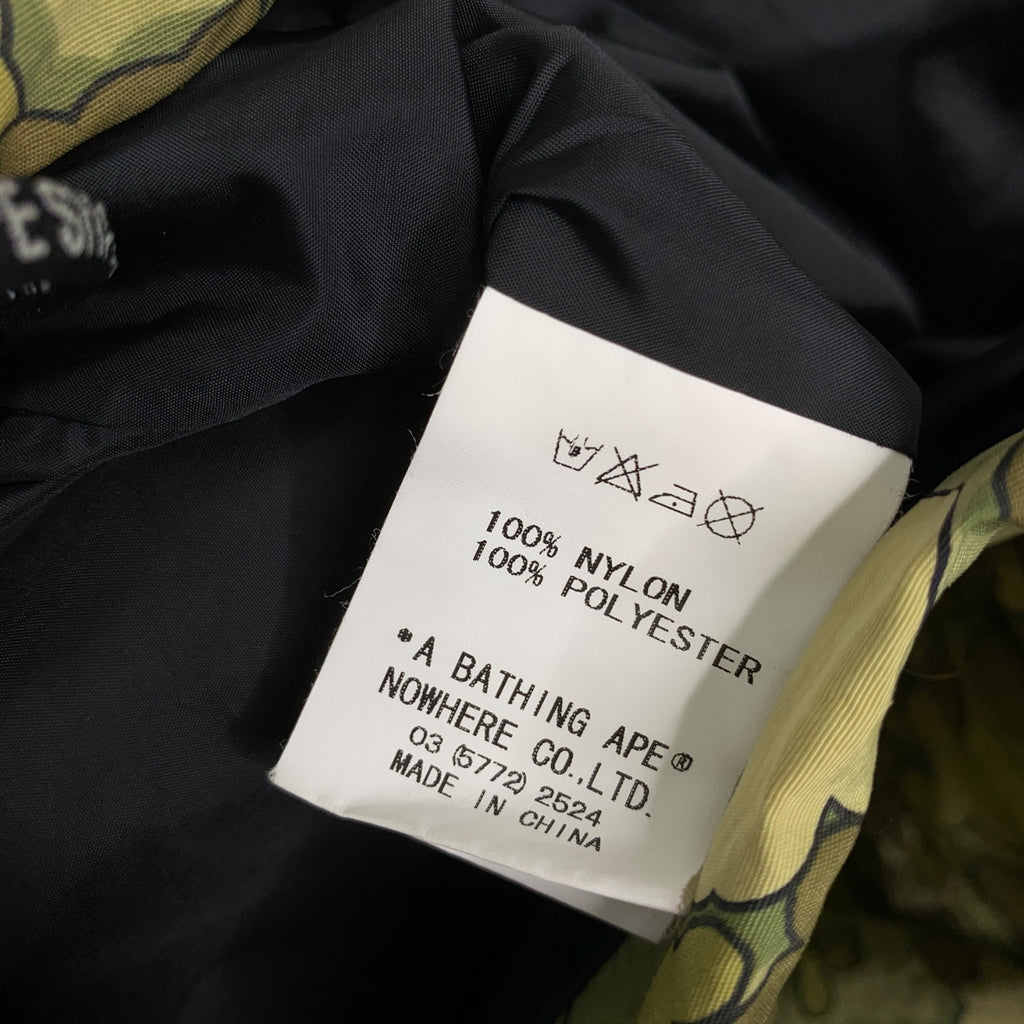 100% NYLON
100% POLYESTER
*A BATHING APE®
NOWHERE CO.,LTD.
03 (5772) 2524
MADE IN CHINA